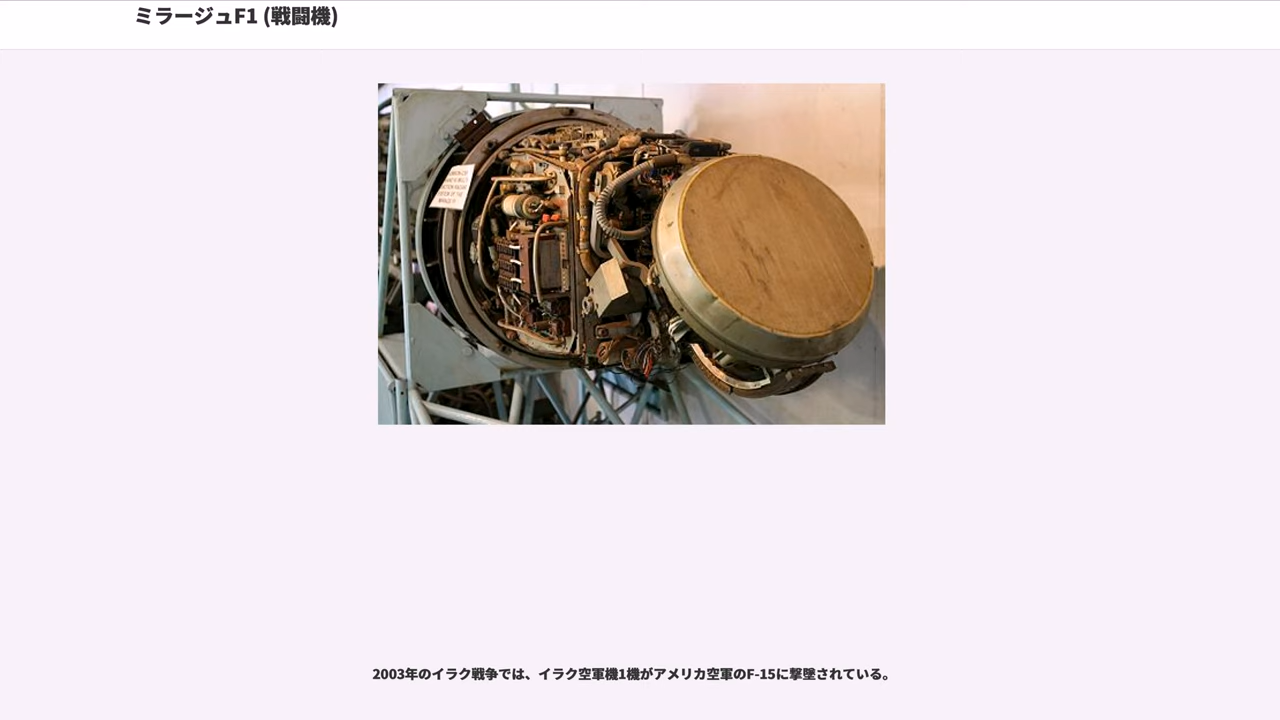 ミラージュF1 (戦闘機)
2003年のイラク戦争では、イラク空軍機1機がアメリカ空軍のF-15に撃墜されている。